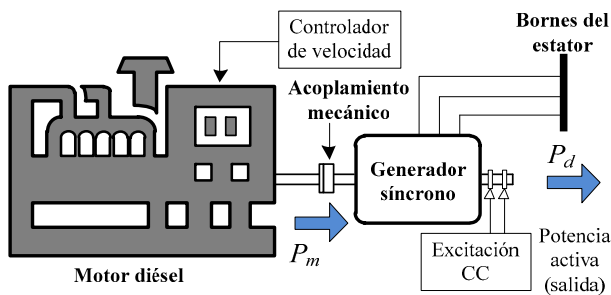 Controlador
de velocidad
Bornes del
estator
Acoplamiento
mecánico
Generador
síncrono
P_d
P_m
Excitación
CC
Potencia
activa
(salida)
Motor diésel